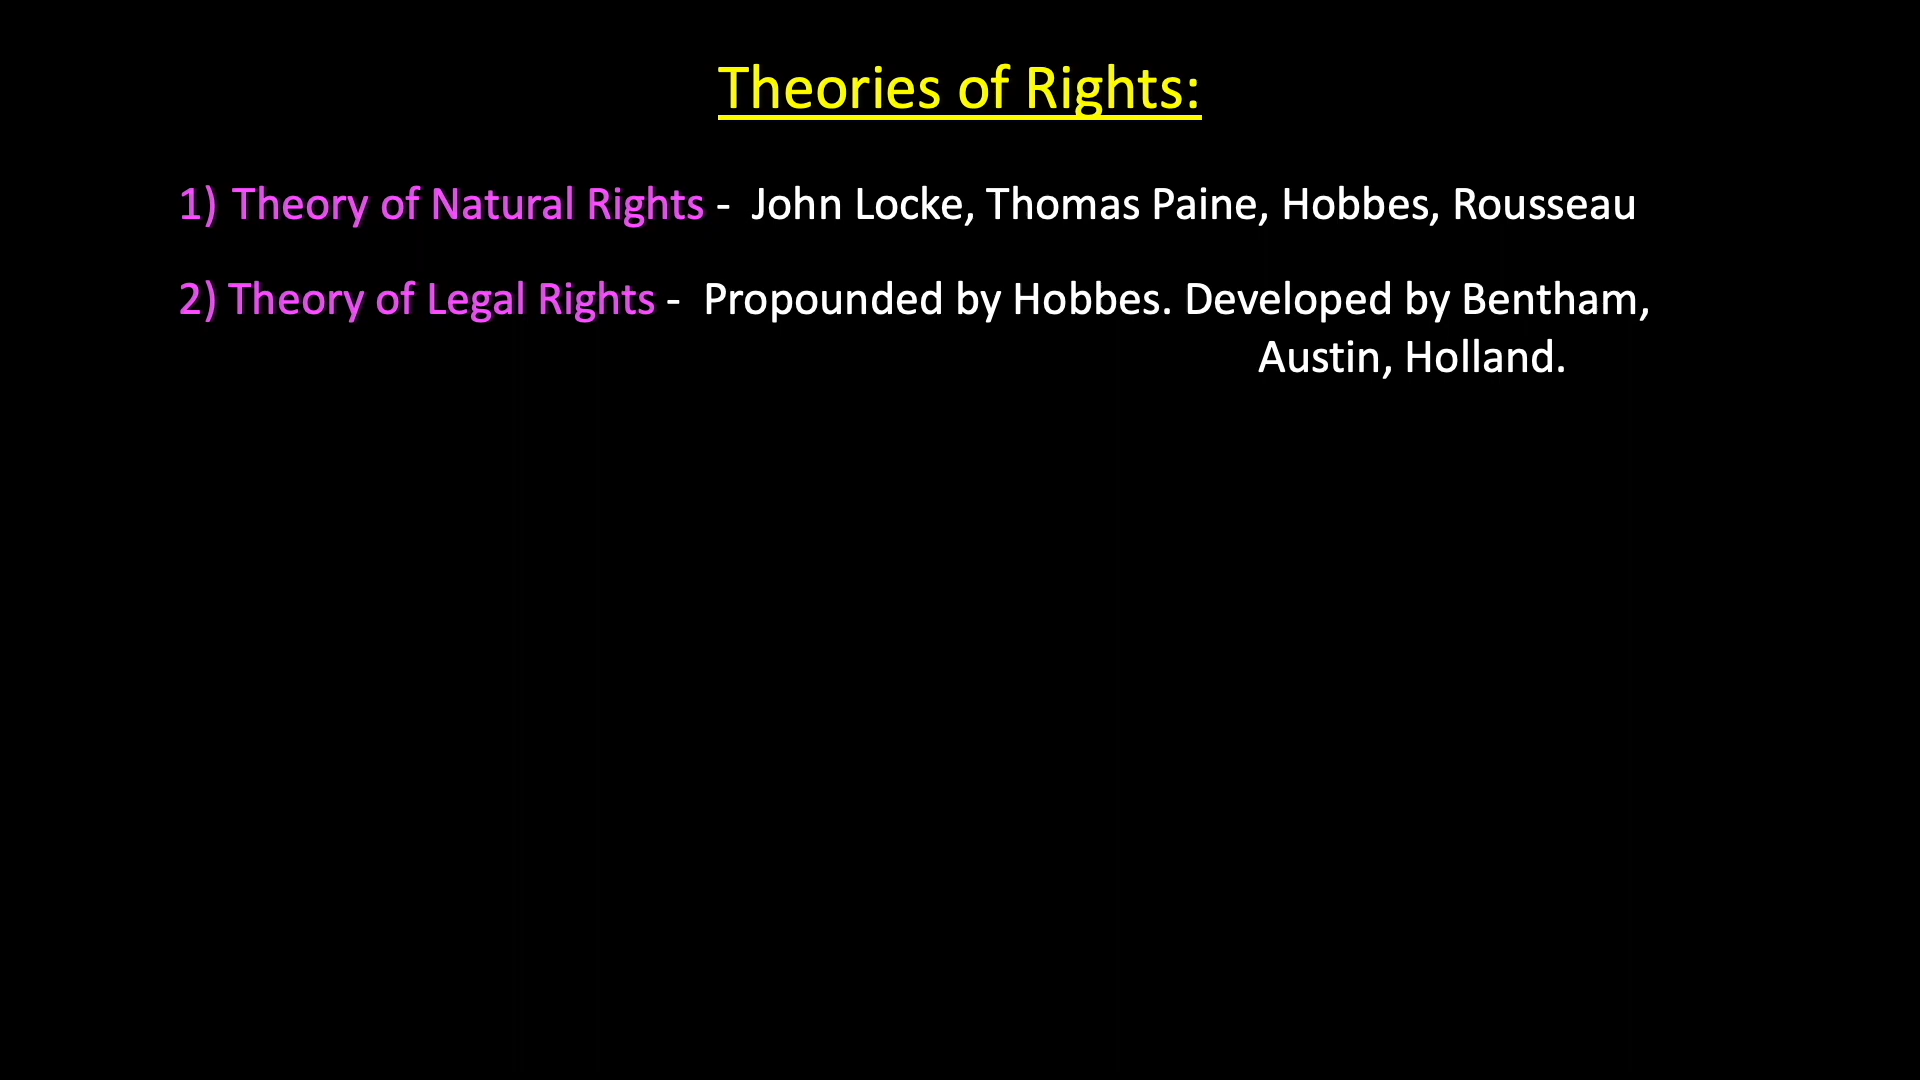 Theories of Rights:
1) Theory of Natural Rights - John Locke, Thomas Paine, Hobbes, Rousseau
2) Theory of Legal Rights - Propounded by Hobbes. Developed by Bentham,
Austin, Holland.